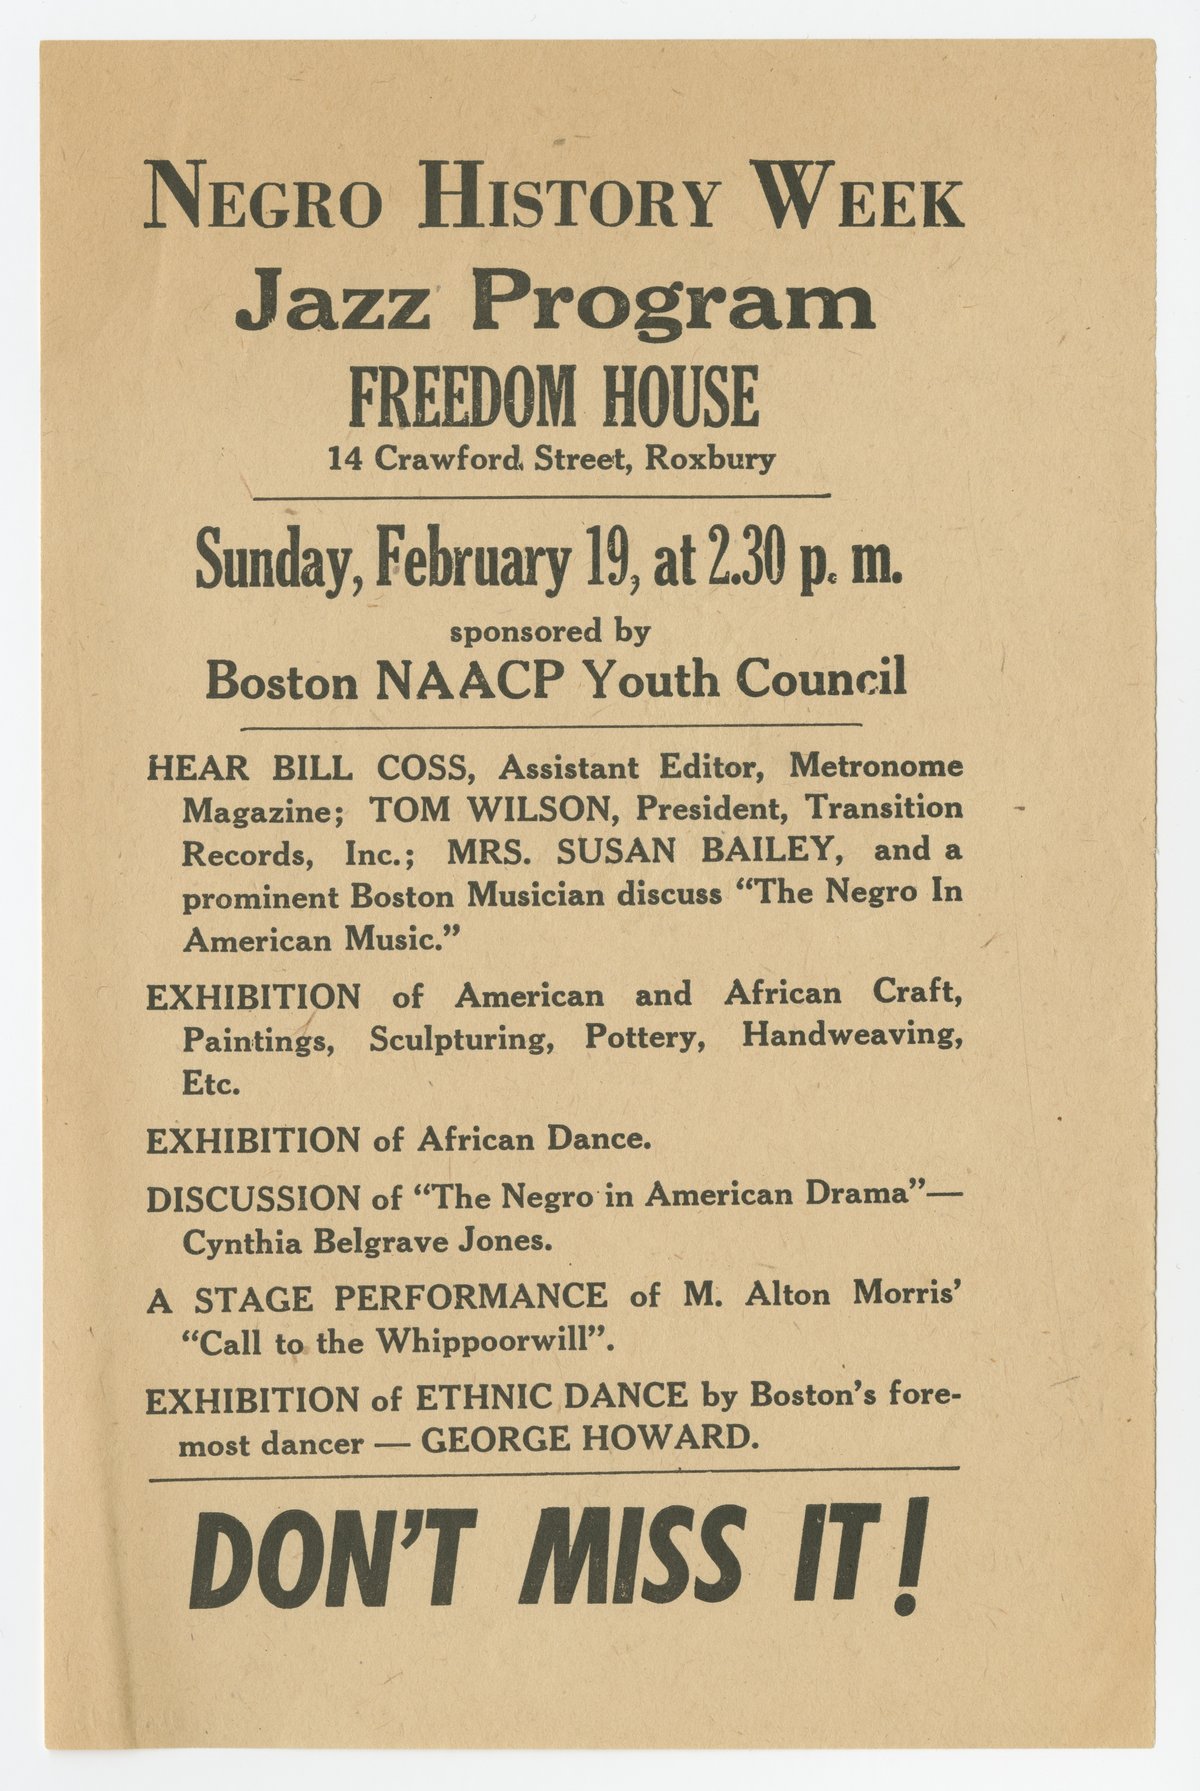 NEGRO HISTORY WEEK
Jazz Program
FREEDOM HOUSE
14 Crawford Street, Roxbury
Sunday, February 19, at 2.30 p. m.
sponsored by
Boston NAACP Youth Council
HEAR BILL COSS, Assistant Editor, Metronome
Magazine; TOM WILSON, President, Transition
Records, Inc.; MRS. SUSAN BAILEY, and a
prominent Boston Musician discuss “The Negro In
American Music.”
EXHIBITION of American and African Craft,
Paintings, Sculpturing, Pottery, Handweaving,
Etc.
EXHIBITION of African Dance.
DISCUSSION of “The Negro in American Drama”—
Cynthia Belgrave Jones.
A STAGE PERFORMANCE of M. Alton Morris’
“Call to the Whippoorwill”.
EXHIBITION of ETHNIC DANCE by Boston’s fore-
most dancer — GEORGE HOWARD.
DON’T MISS IT!